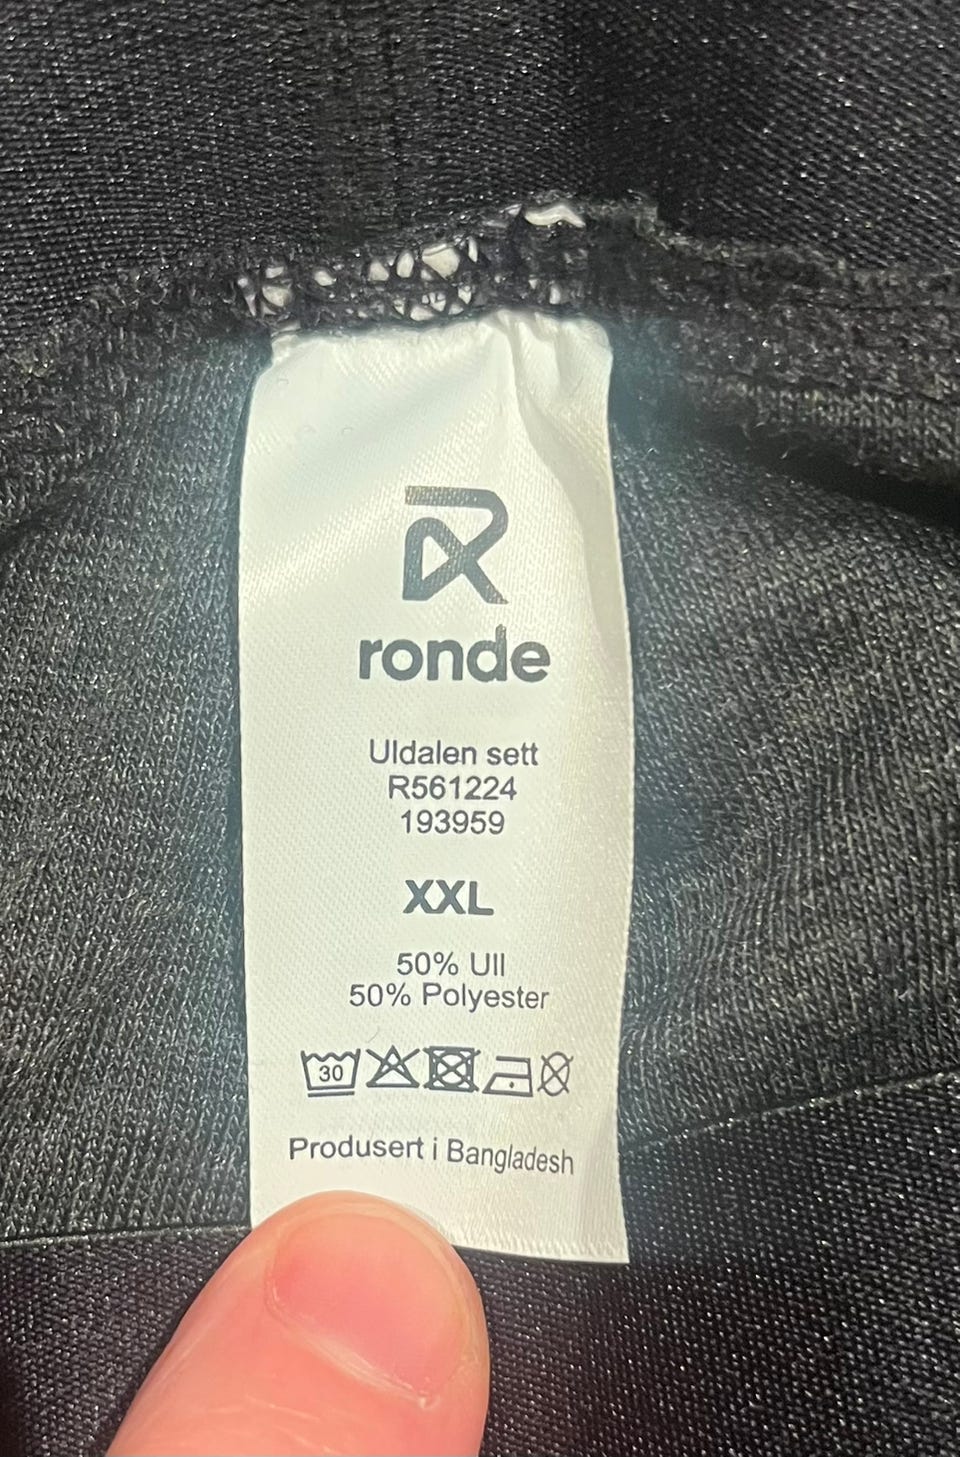 ronde
Uldalen sett
R561224
193959
XXL
50% Ull
50% Polyester
30
Produsert i Bangladesh